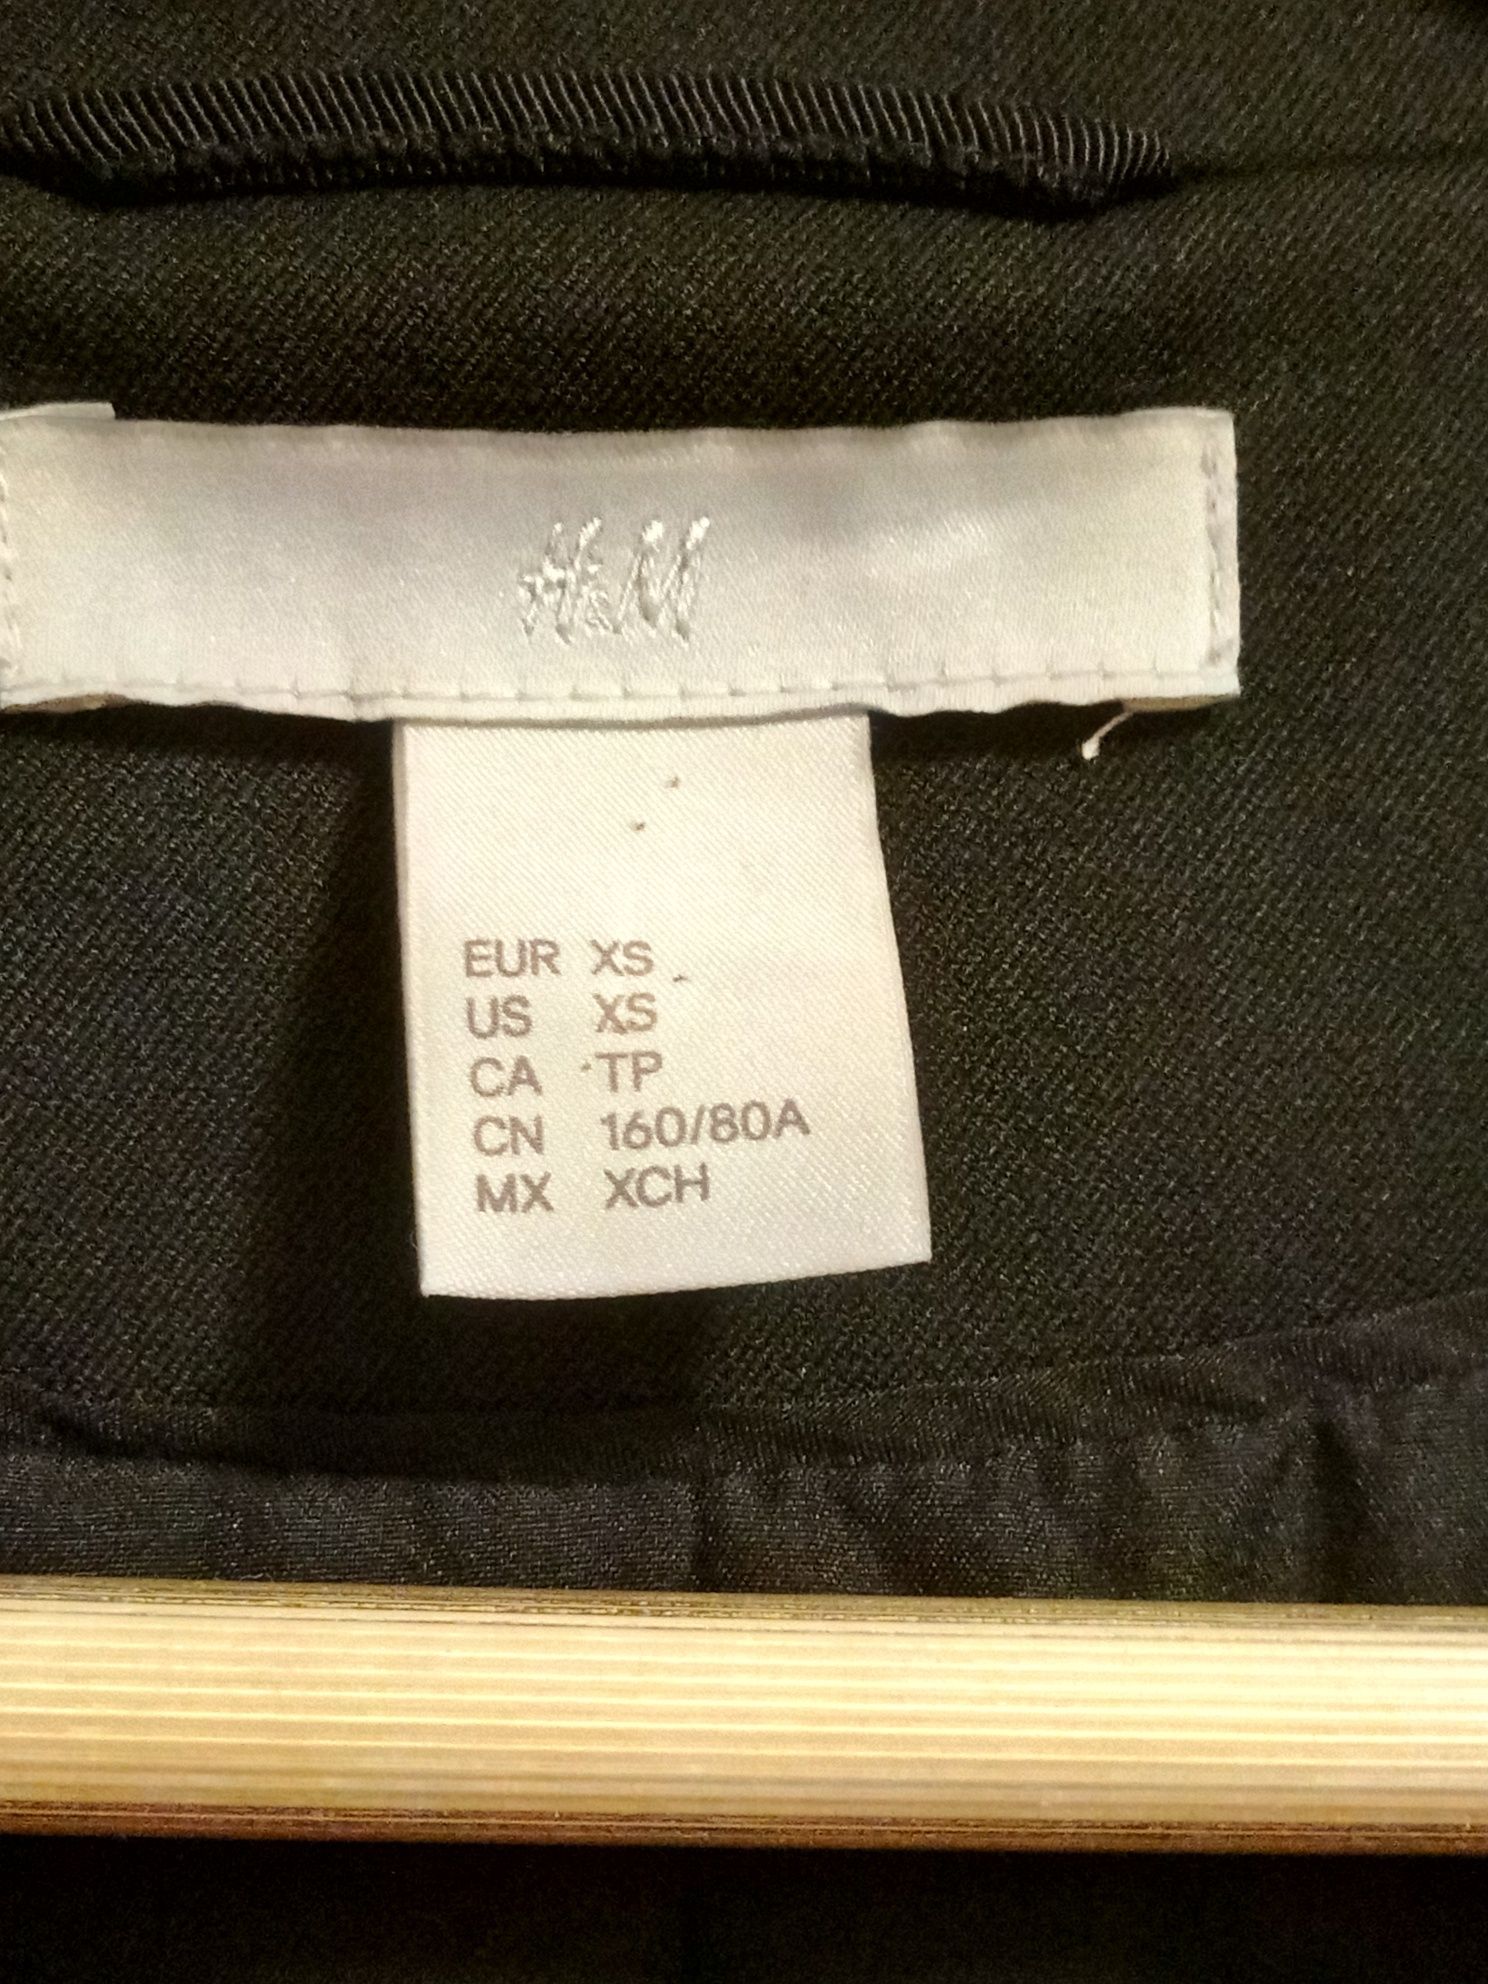 H&M
EUR XS
US XS
CA TP
CN 160/80A
MX XCH